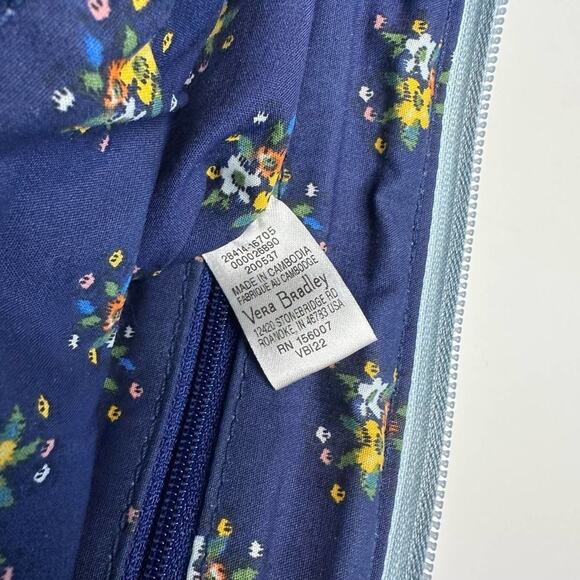 28414-16705
000026890
200537
MADE IN CAMBODIA
FABRIQUE AU CAMBODGE
Vera Bradley
12420 STONEBRIDGE RD
ROANOKE, IN 46783 USA
RN 156007
VBI22